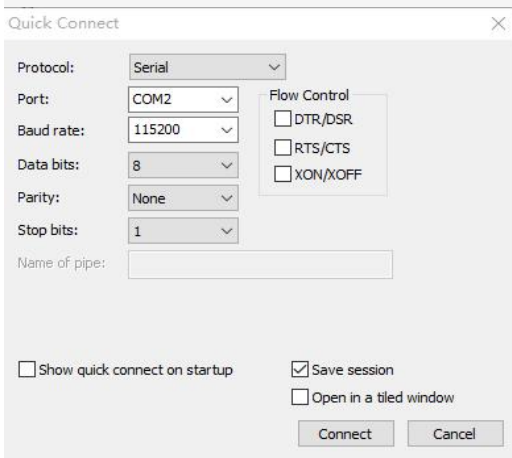 Quick Connect
Protocol: Serial
Port: COM2
Flow Control
Baud rate: 115200
DTR/DSR
RTS/CTS
Data bits: 8
XON/XOFF
Parity: None
Stop bits: 1
Name of pipe:
Show quick connect on startup
Save session
Open in a tiled window
Connect Cancel